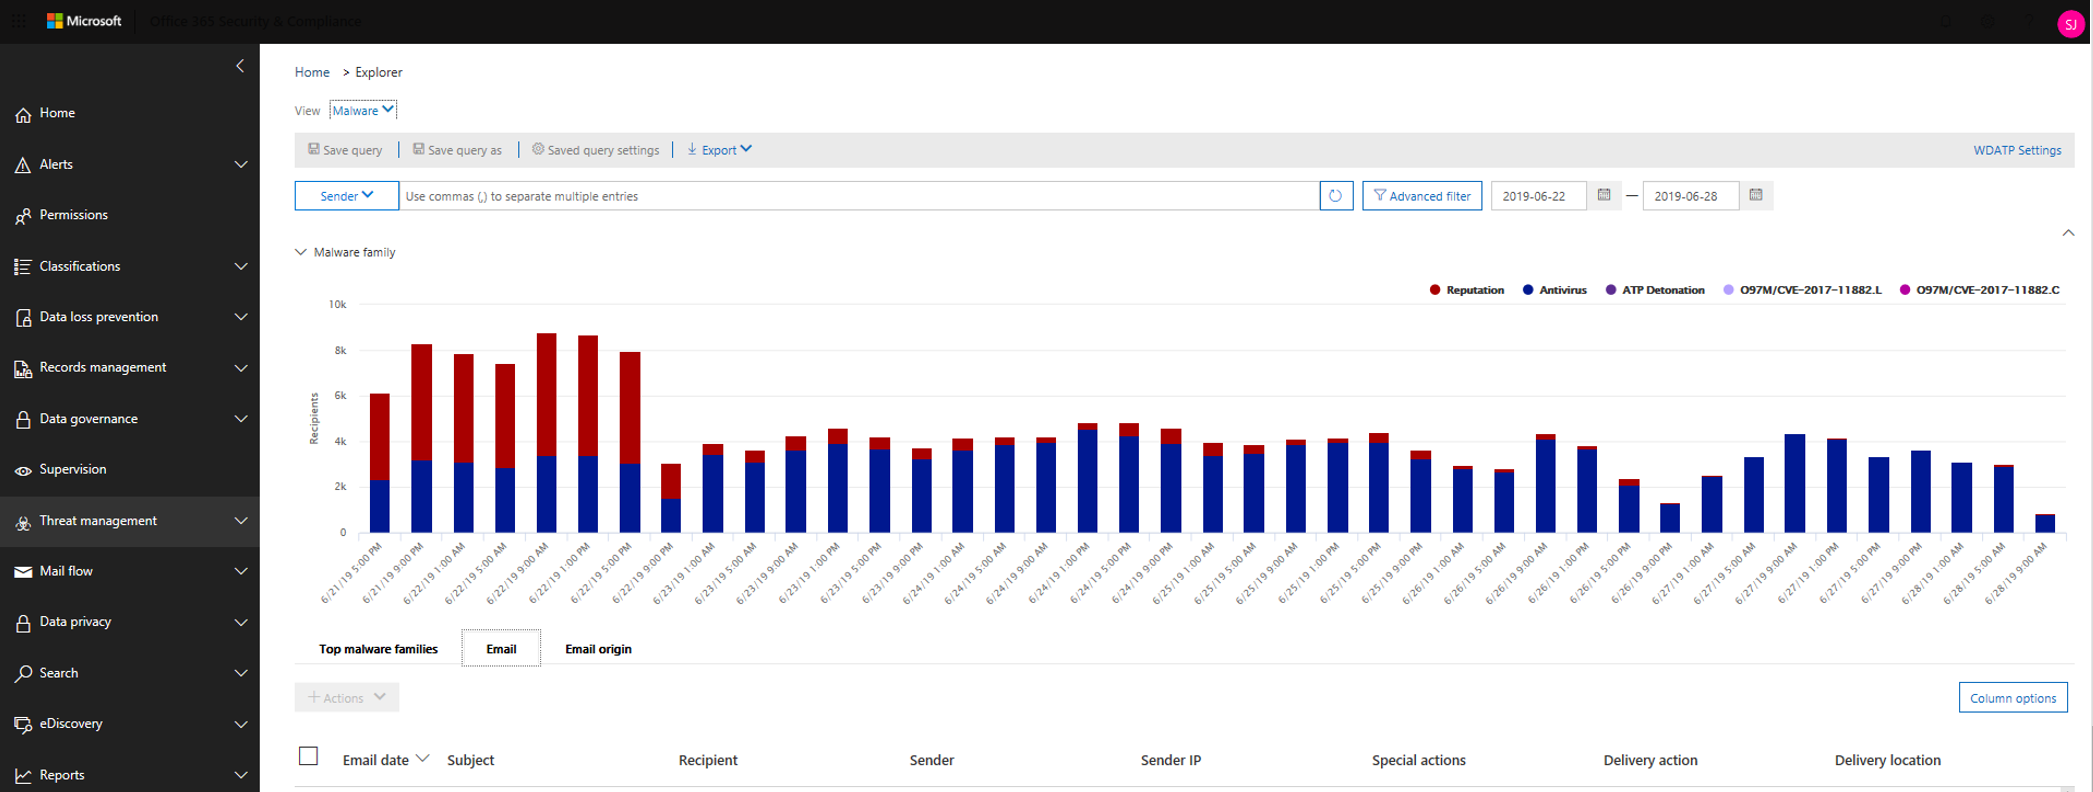 Microsoft Office 365 Security & Compliance SJ
Home
Alerts
Permissions
Classifications
Data loss prevention
Records management
Data governance
Supervision
Threat management
Mail flow
Data privacy
Search
eDiscovery
Reports
Home > Explorer
View Malware
Save query | Save query as | Saved query settings | Export WDATP Settings
Sender Use commas (,) to separate multiple entries Advanced filter 2019-06-22 — 2019-06-28
Malware family
Reputation Antivirus ATP Detonation O97M/CVE-2017-11882.L O97M/CVE-2017-11882.C
Recipients
10k
8k
6k
4k
2k
0
6/21/19 5:00 PM
6/21/19 9:00 PM
6/22/19 1:00 AM
6/22/19 5:00 AM
6/22/19 9:00 AM
6/22/19 1:00 PM
6/22/19 5:00 PM
6/22/19 9:00 PM
6/23/19 1:00 AM
6/23/19 5:00 AM
6/23/19 9:00 AM
6/23/19 1:00 PM
6/23/19 5:00 PM
6/23/19 9:00 PM
6/24/19 1:00 AM
6/24/19 5:00 AM
6/24/19 9:00 AM
6/24/19 1:00 PM
6/24/19 5:00 PM
6/24/19 9:00 PM
6/25/19 1:00 AM
6/25/19 5:00 AM
6/25/19 9:00 AM
6/25/19 1:00 PM
6/25/19 5:00 PM
6/25/19 9:00 PM
6/26/19 1:00 AM
6/26/19 5:00 AM
6/26/19 9:00 AM
6/26/19 1:00 PM
6/26/19 5:00 PM
6/26/19 9:00 PM
6/27/19 1:00 AM
6/27/19 5:00 AM
6/27/19 9:00 AM
6/27/19 1:00 PM
6/27/19 5:00 PM
6/27/19 9:00 PM
6/28/19 1:00 AM
6/28/19 5:00 AM
6/28/19 9:00 AM
Top malware families Email Email origin
+ Actions Column options
Email date Subject Recipient Sender Sender IP Special actions Delivery action Delivery location